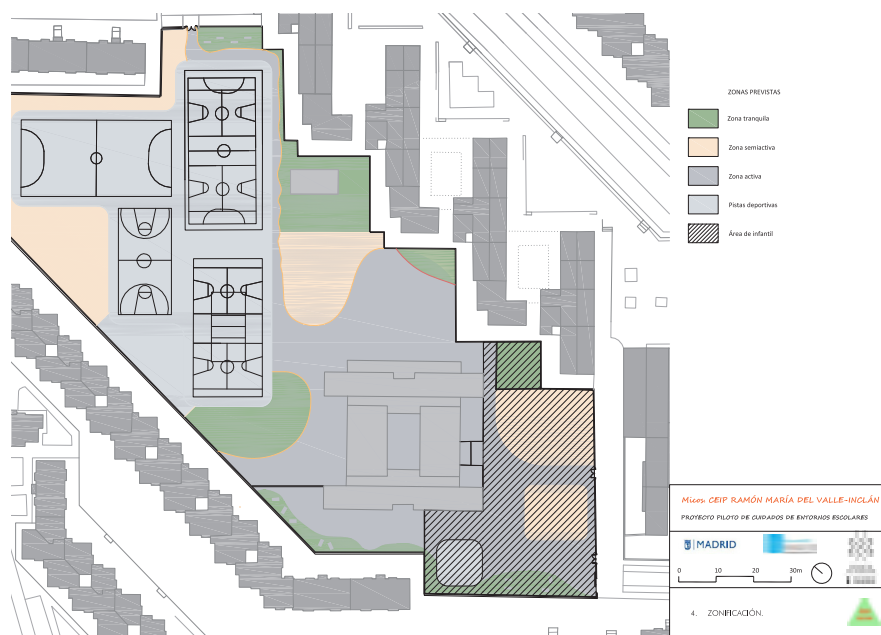 ZONAS PREVISTAS
Zona tranquila
Zona semiactiva
Zona activa
Pistas deportivas
Área de infantil
Micos. CEIP RAMÓN MARÍA DEL VALLE-INCLÁN
PROYECTO PILOTO DE CUIDADOS DE ENTORNOS ESCOLARES
MADRID
0 10 20 30m
4. ZONIFICACIÓN.